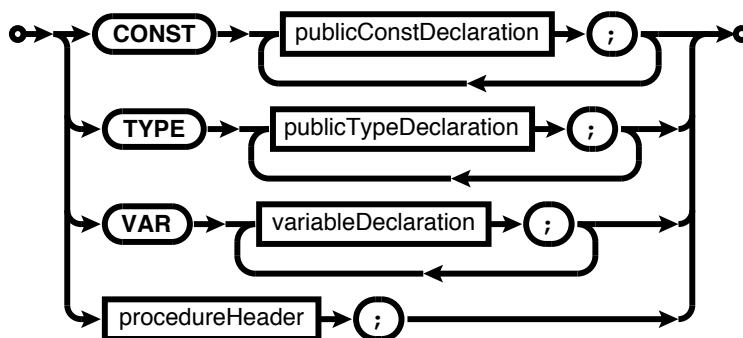 CONST publicConstDeclaration ;
TYPE publicTypeDeclaration ;
VAR variableDeclaration ;
procedureHeader ;